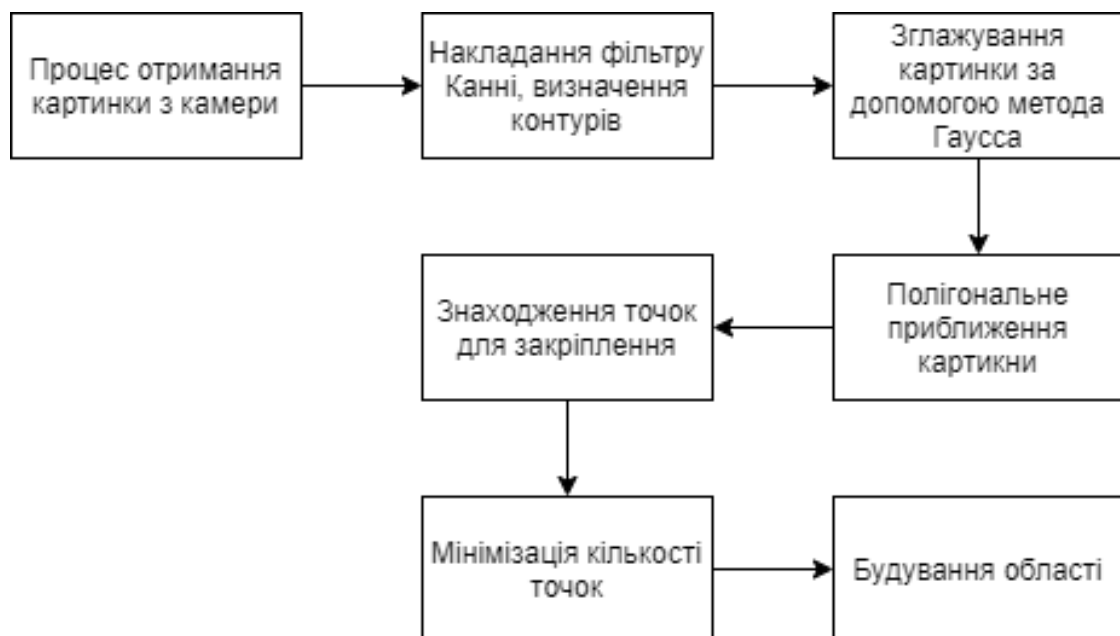 Процес отримання
картинки з камери
Накладання фільтру
Канні, визначення
контурів
Зглажування
картинки за
допомогою метода
Гаусса
Полігональне
приближення
картикни
Знаходження точок
для закріплення
Мінімізація кількості
точок
Будування області